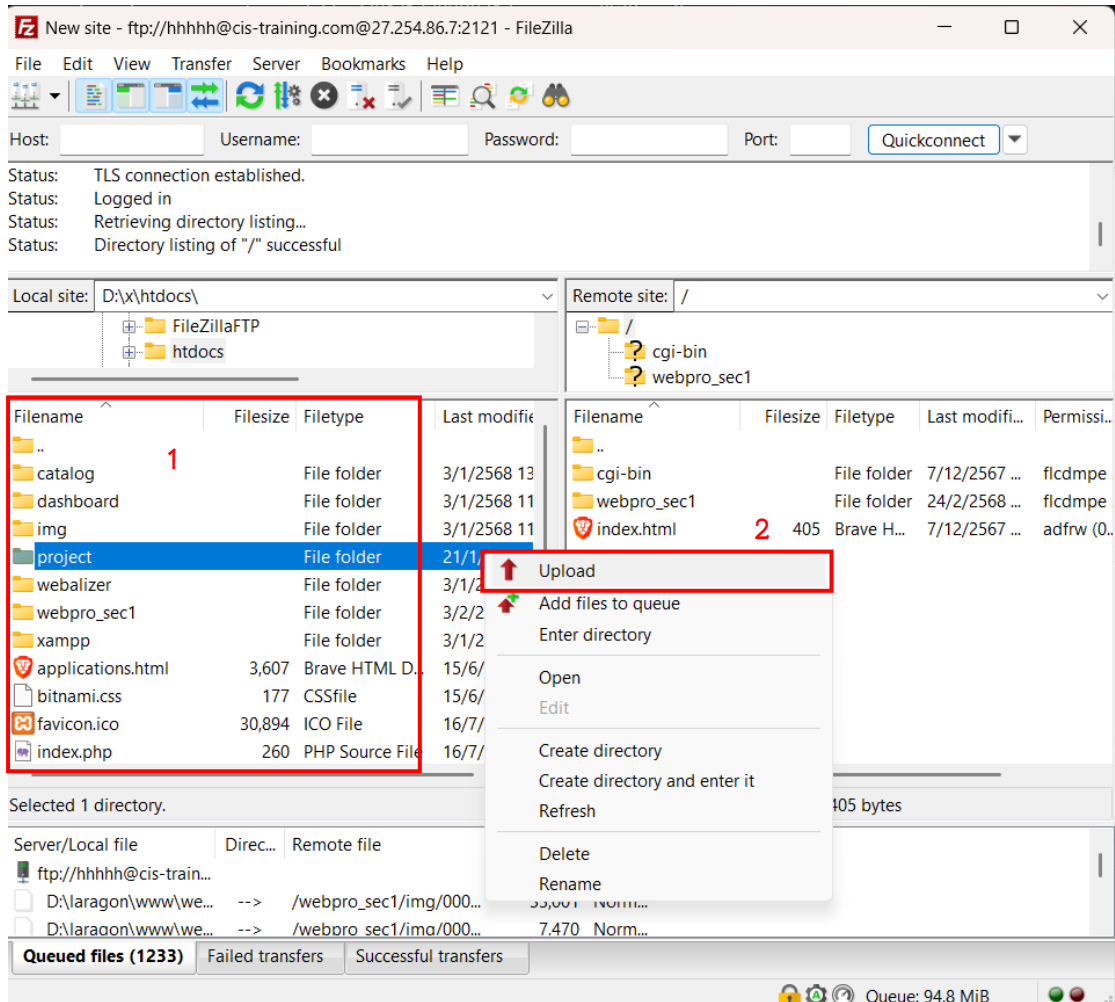 New site - ftp://hhhhh@cis-training.com@27.254.86.7:2121 - FileZilla
File Edit View Transfer Server Bookmarks Help
Host: Username: Password: Port: Quickconnect
Status: TLS connection established.
Status: Logged in
Status: Retrieving directory listing...
Status: Directory listing of "/" successful
Local site: D:\x\htdocs\
FileZillaFTP
htdocs
Remote site: /
/
cgi-bin
webpro_sec1
Filename Filesize Filetype Last modifie
..
1
catalog File folder 3/1/2568 13
dashboard File folder 3/1/2568 11
img File folder 3/1/2568 11
project File folder 21/1/
webalizer File folder 3/1/2
webpro_sec1 File folder 3/2/2
xampp File folder 3/1/2
applications.html 3,607 Brave HTML D... 15/6/
bitnami.css 177 CSSfile 15/6/
favicon.ico 30,894 ICO File 16/7/
index.php 260 PHP Source File 16/7/
Selected 1 directory.
Filename Filesize Filetype Last modifi... Permissi...
..
cgi-bin File folder 7/12/2567 ... flcdmpe
webpro_sec1 File folder 24/2/2568 ... flcdmpe
index.html 405 Brave H... 7/12/2567 ... adfrw (0...
2
Upload
Add files to queue
Enter directory
Open
Edit
Create directory
Create directory and enter it
Refresh
Delete
Rename
405 bytes
Server/Local file Direc... Remote file
ftp://hhhhh@cis-train...
D:\laragon\www\we... --> /webpro_sec1/img/000... Norm...
D:\laragon\www\we... --> /webpro_sec1/img/000... 7,470 Norm...
Queued files (1233) Failed transfers Successful transfers
Queue: 94.8 MiB